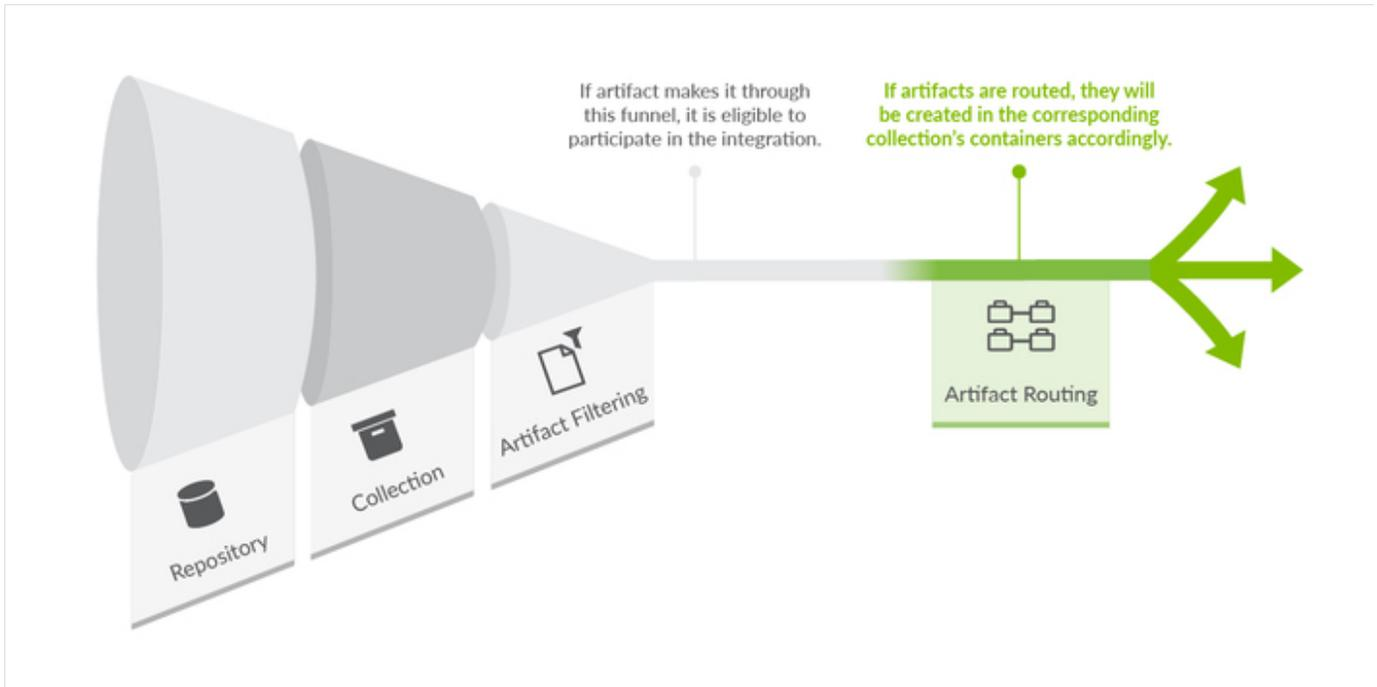 If artifact makes it through
this funnel, it is eligible to
participate in the integration.
If artifacts are routed, they will
be created in the corresponding
collection's containers accordingly.
Repository
Collection
Artifact Filtering
Artifact Routing